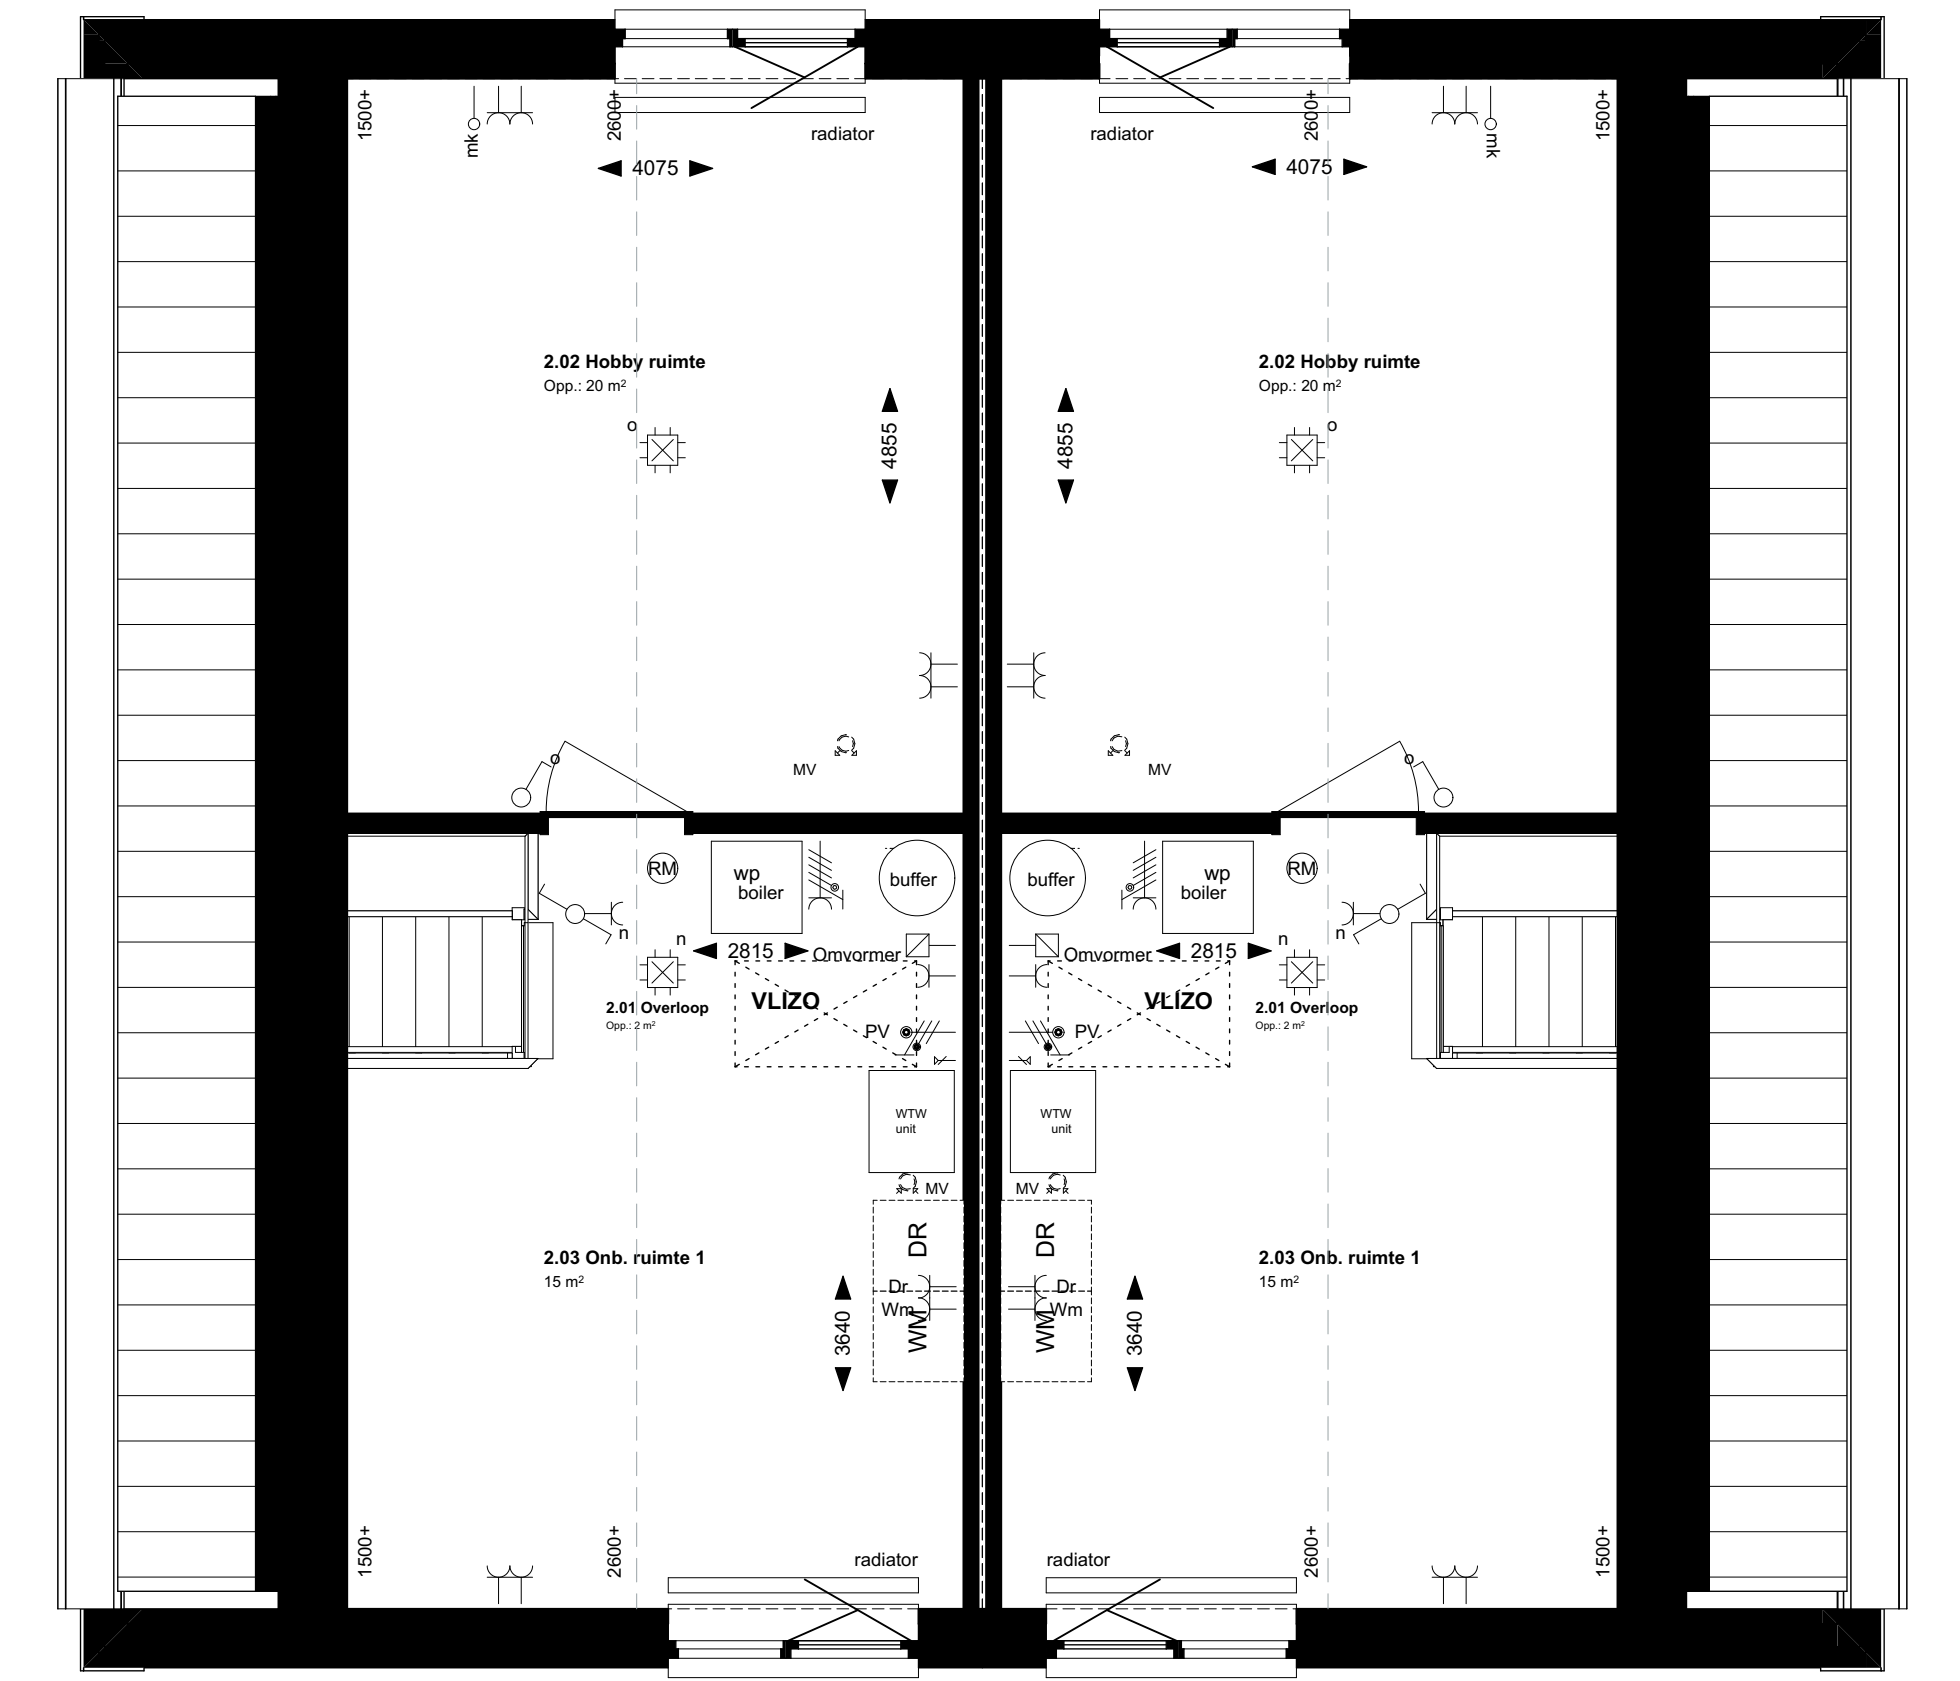 1500+
mk
2600+
radiator
4075
radiator
2600+
4075
mk
1500+
2.02 Hobby ruimte
Opp.: 20 m²
2.02 Hobby ruimte
Opp.: 20 m²
o
4855
4855
o
o
MV
MV
o
RM
wp
boiler
buffer
buffer
wp
boiler
RM
n
n
2815
Omvormer
Omvormer
2815
n
n
VLIZO
VLIZO
2.01 Overloop
Opp.: 2 m²
2.01 Overloop
Opp.: 2 m²
PV
PV
WTW
unit
WTW
unit
MV
MV
DR
DR
2.03 Onb. ruimte 1
15 m²
2.03 Onb. ruimte 1
15 m²
Dr
Dr
Wm
Wm
3640
WM
WM
3640
1500+
2600+
radiator
radiator
2600+
1500+